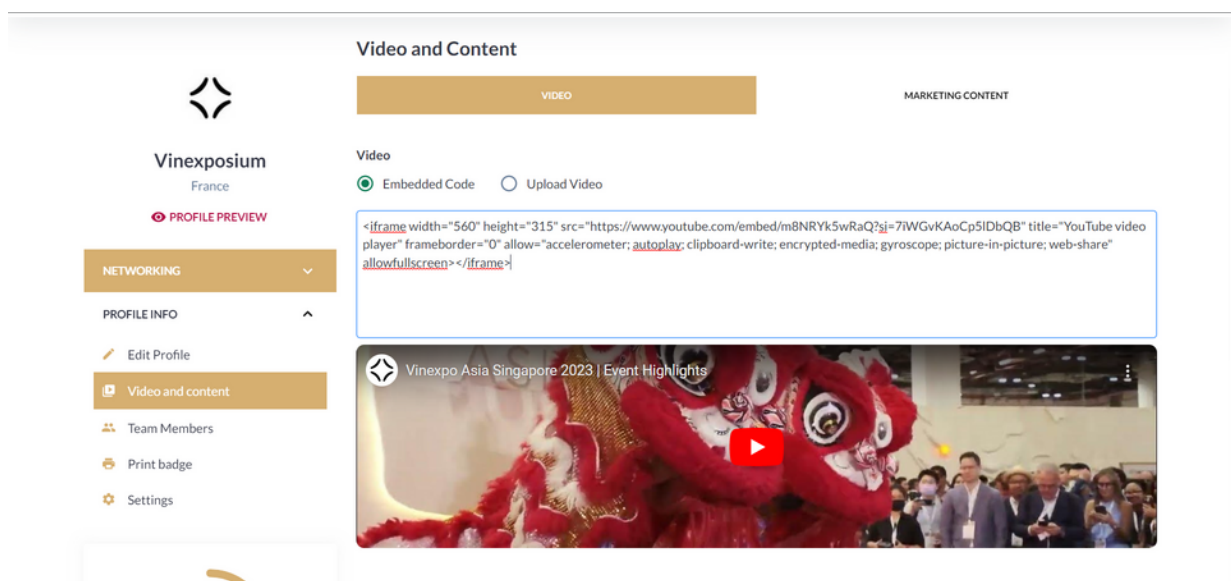 Video and Content
VIDEO
MARKETING CONTENT
Vinexposium
France
PROFILE PREVIEW
NETWORKING
PROFILE INFO
Edit Profile
Video and content
Team Members
Print badge
Settings
Video
Embedded Code
Upload Video
<iframe width="560" height="315" src="https://www.youtube.com/embed/m8NRYk5wRaQ?si=7iWGvKAoCp5lDbQB" title="YouTube video
player" frameborder="0" allow="accelerometer; autoplay; clipboard-write; encrypted-media; gyroscope; picture-in-picture; web-share"
allowfullscreen></iframe>
Vinexpo Asia Singapore 2023 | Event Highlights